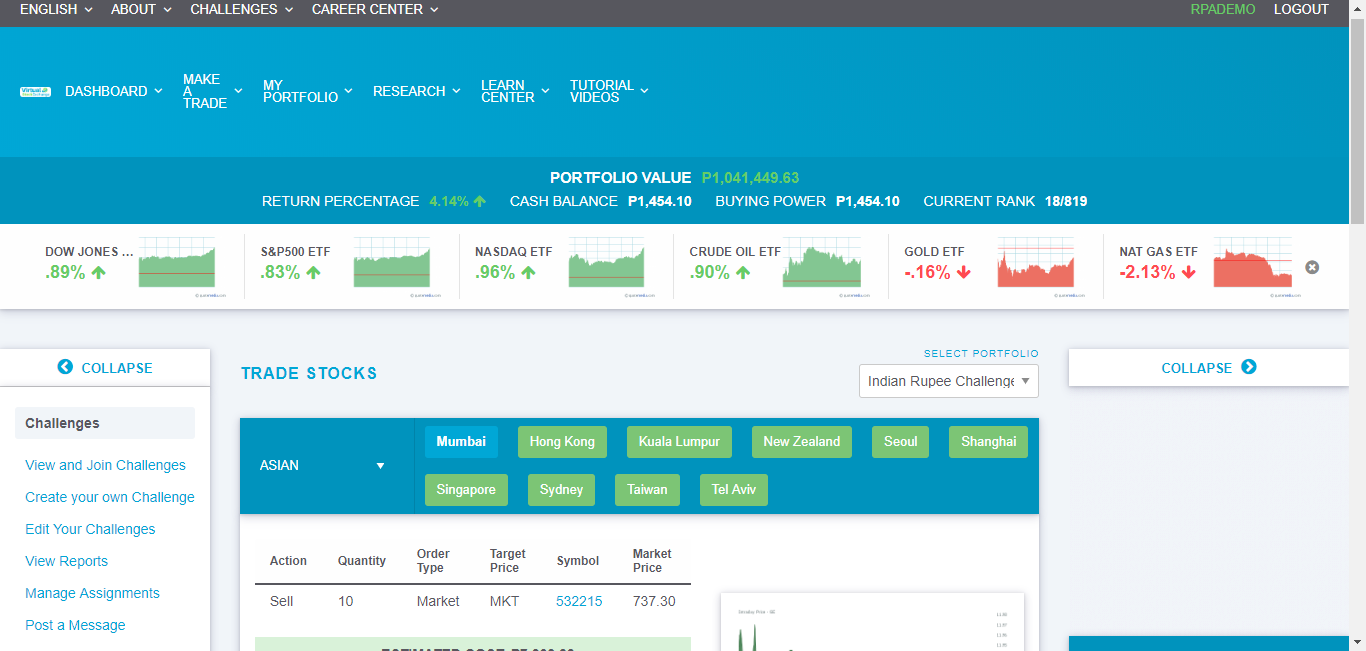 ENGLISH ABOUT CHALLENGES CAREER CENTER RPADEMO LOGOUT
Virtual
DASHBOARD
MAKE
A
TRADE
MY
PORTFOLIO
RESEARCH
LEARN
CENTER
TUTORIAL
VIDEOS
PORTFOLIO VALUE P1,041,449.63
RETURN PERCENTAGE 4.14% CASH BALANCE P1,454.10 BUYING POWER P1,454.10 CURRENT RANK 18/819
DOW JONES ...
.89%
S&P500 ETF
.83%
NASDAQ ETF
.96%
CRUDE OIL ETF
.90%
GOLD ETF
-.16%
NAT GAS ETF
-2.13%
COLLAPSE
Challenges
View and Join Challenges
Create your own Challenge
Edit Your Challenges
View Reports
Manage Assignments
Post a Message
TRADE STOCKS
SELECT PORTFOLIO
Indian Rupee Challenge
COLLAPSE
ASIAN
Mumbai Hong Kong Kuala Lumpur New Zealand Seoul Shanghai
Singapore Sydney Taiwan Tel Aviv
Action Quantity Order Type Target Price Symbol Market Price
Sell 10 Market MKT 532215 737.30